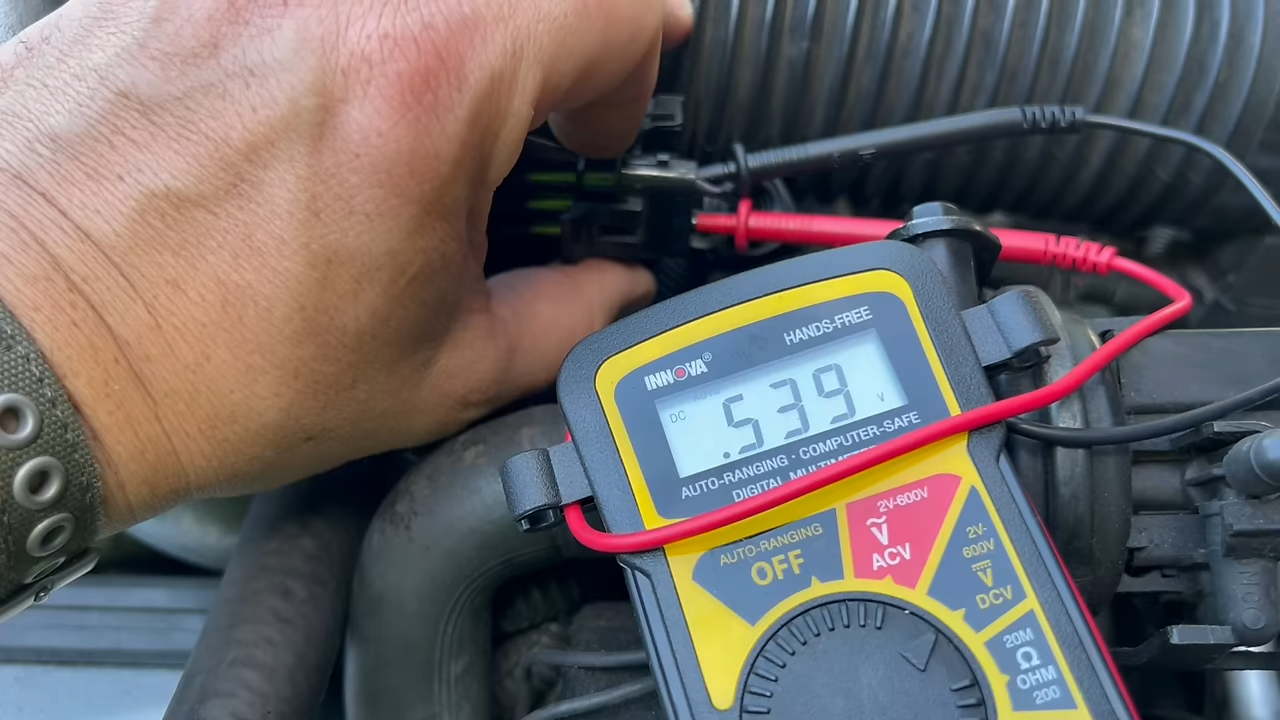 HANDS-FREE
INNOVA®
DC
.539
V
AUTO-RANGING · COMPUTER-SAFE
DIGITAL MULTIMETER
AUTO-RANGING
OFF
2V-600V
Ṽ
ACV
2V-
600V
V
DCV
20M
Ω
OHM
200